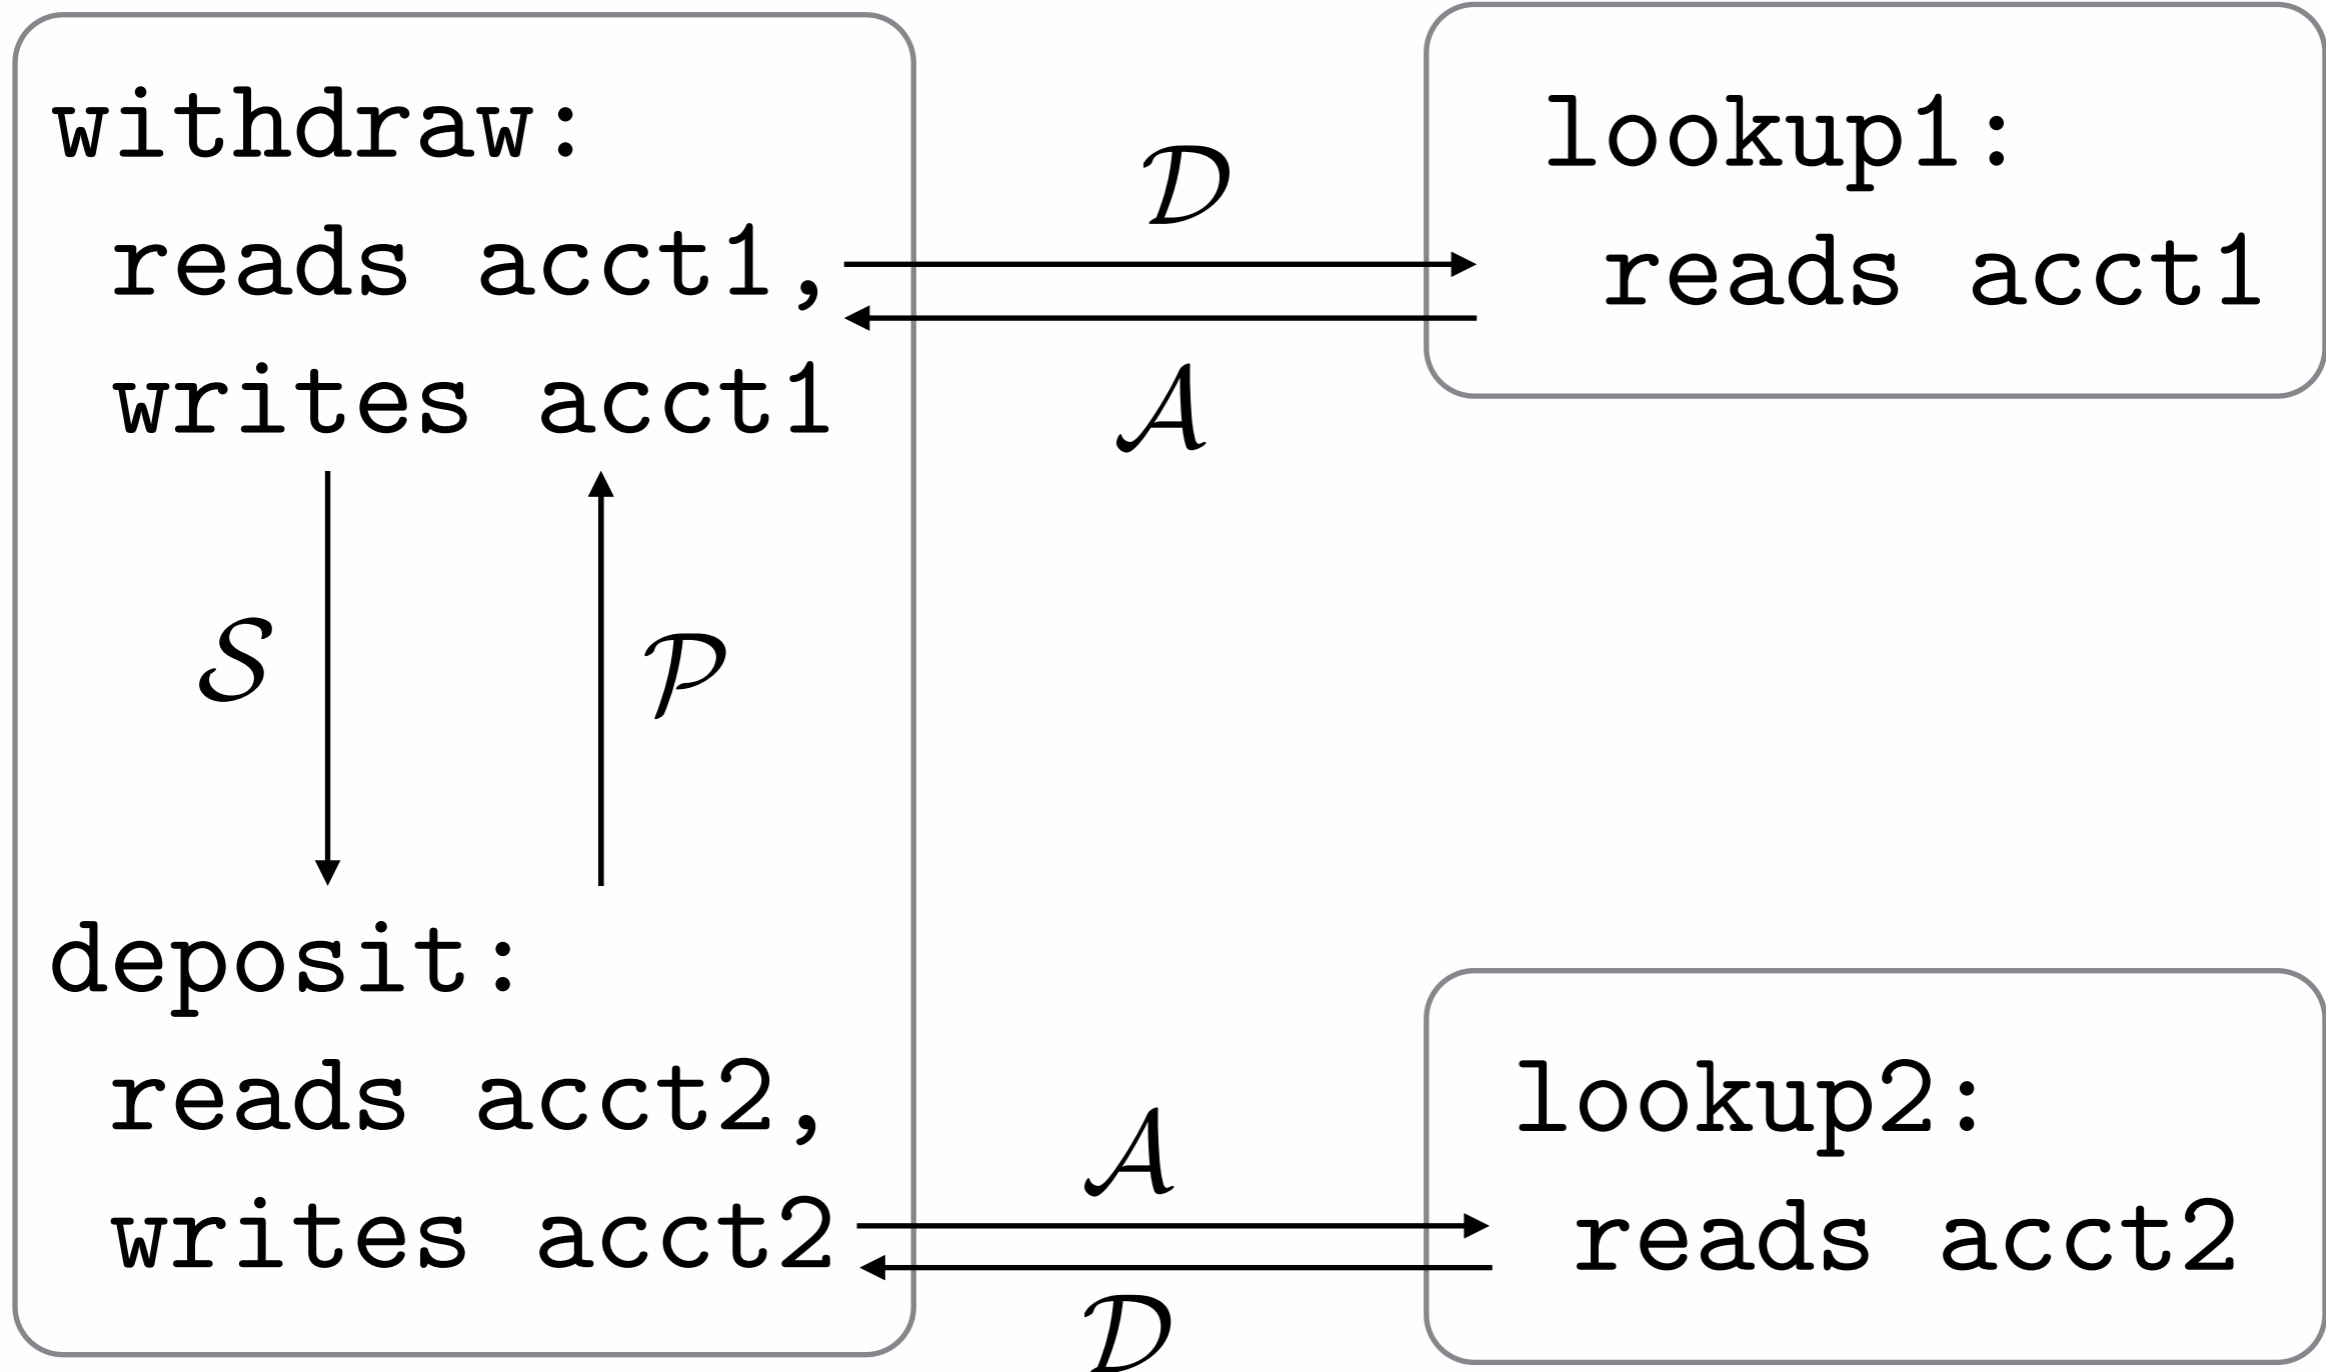 withdraw:
reads acct1,
writes acct1
S
P
deposit:
reads acct2,
writes acct2
D
A
lookup1:
reads acct1
A
D
lookup2:
reads acct2